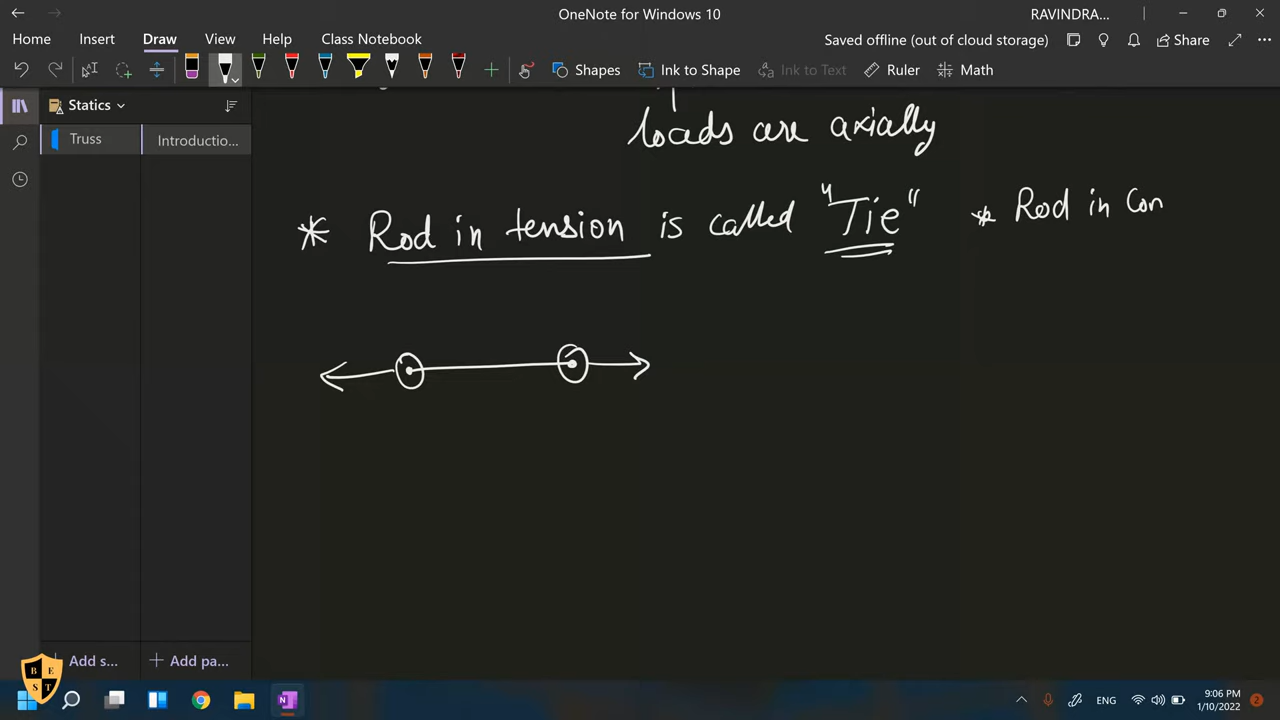 OneNote for Windows 10
RAVINDRA...
Home Insert Draw View Help Class Notebook
Saved offline (out of cloud storage) Share
Shapes Ink to Shape Ink to Text Ruler Math
Statics
Truss
Introductio...
loads are axially
* Rod in tension is called "Tie" * Rod in Con
Add s... Add pa...
BEST
ENG
9:06 PM
1/10/2022
2